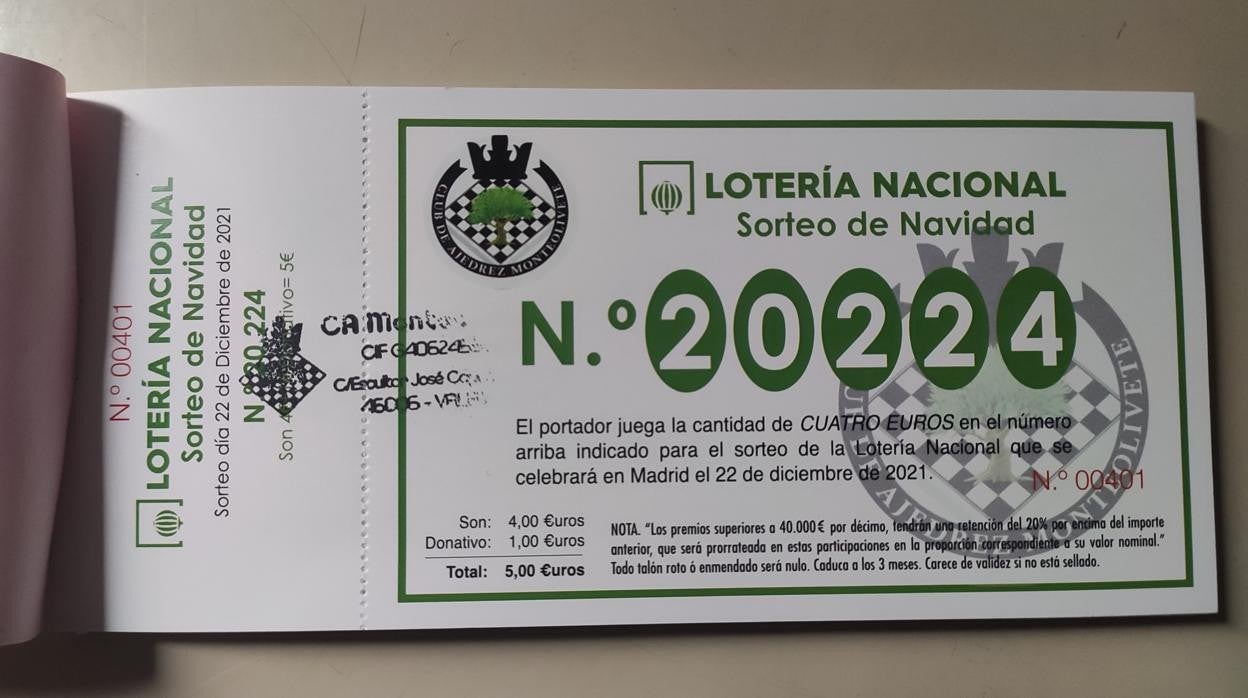 N.º 00401
LOTERÍA NACIONAL
Sorteo de Navidad
Sorteo día 22 de Diciembre de 2021
224
Son
5€
CIF
José
CLUB DE AJEDREZ MONTEOLIVETE
LOTERÍA NACIONAL
Sorteo de Navidad
N.º 20224
El portador juega la cantidad de CUATRO EUROS en el número
arriba indicado para el sorteo de la Lotería Nacional que se
celebrará en Madrid el 22 de diciembre de 2021.
N.º 00401
Son: 4,00 €uros
Donativo: 1,00 €uros
Total: 5,00 €uros
NOTA. “Los premios superiores a 40.000€ por décimo, tendrán una retención del 20% por encima del importe
anterior, que será prorrateada en estas participaciones en la proporción correspondiente a su valor nominal.”
Todo talón roto ó enmendado será nulo. Caduca a los 3 meses. Carece de validez si no está sellado.